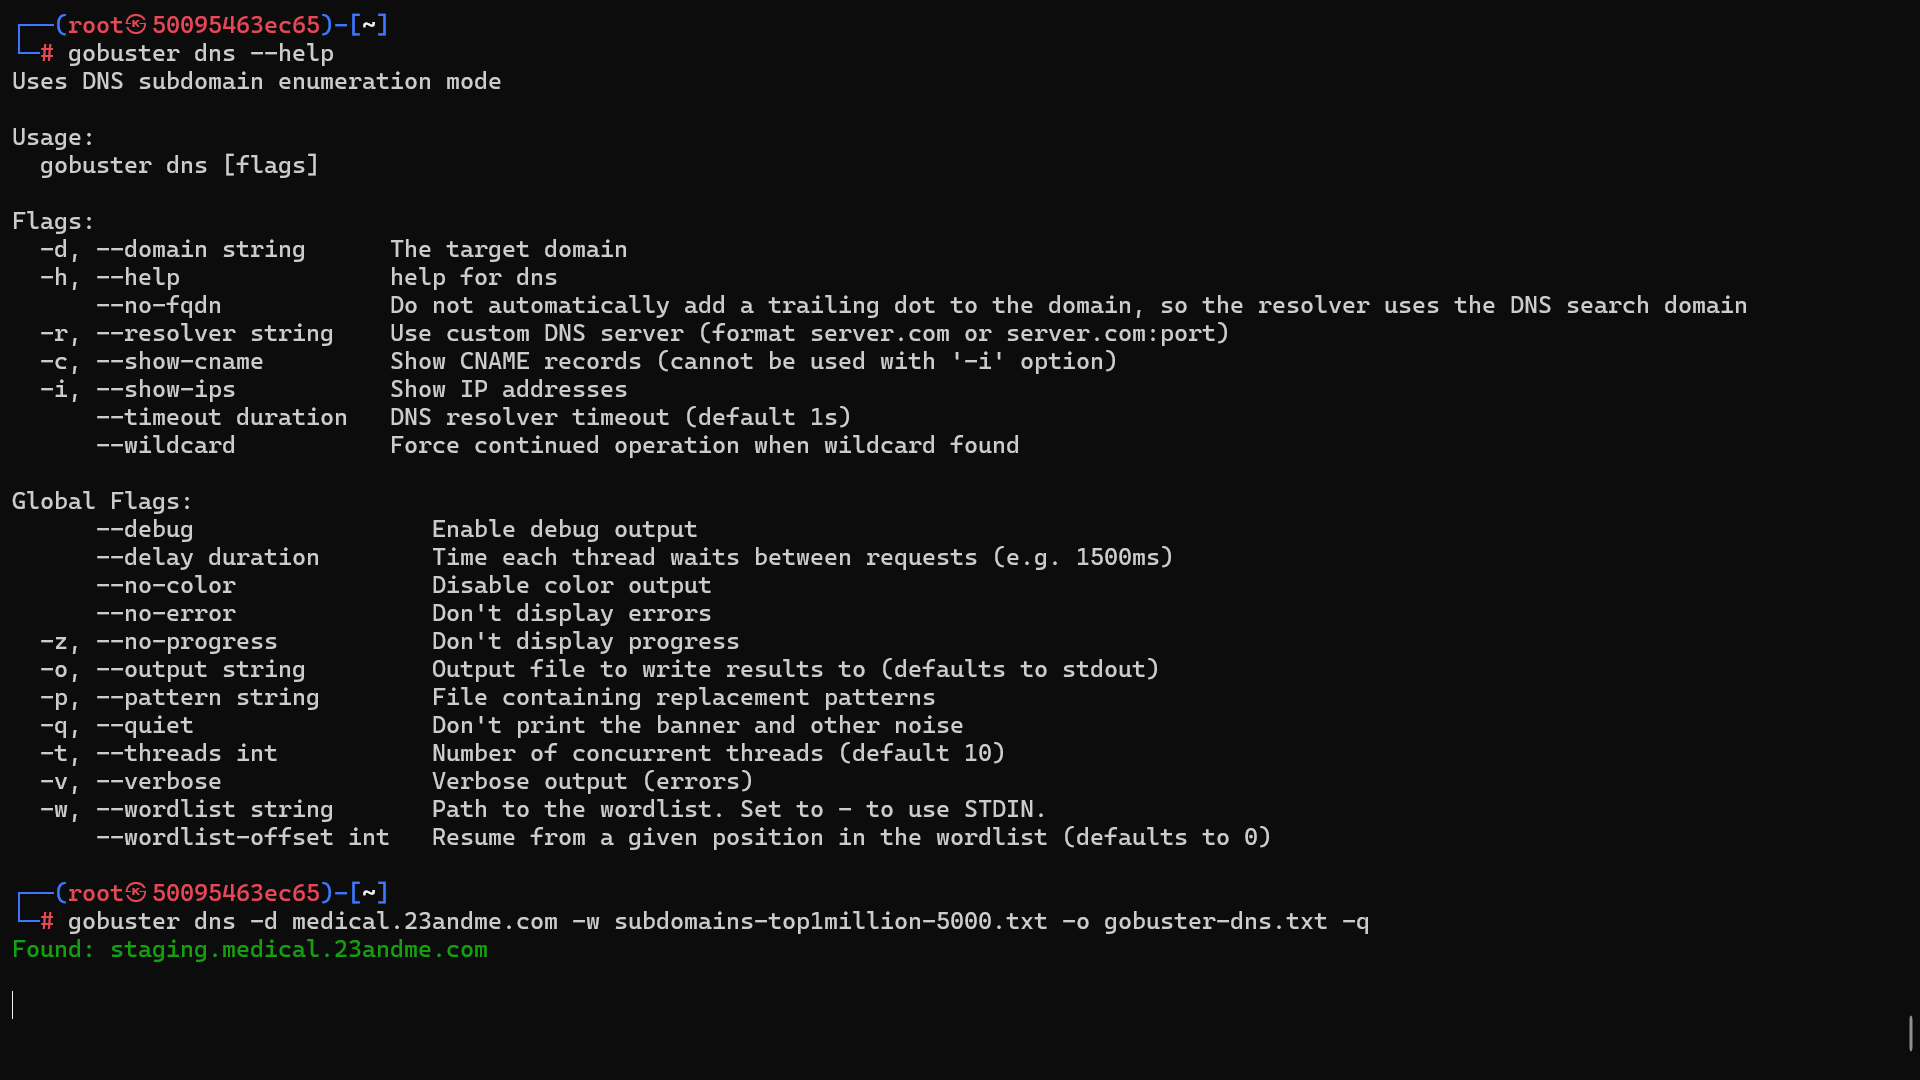 ┌──(root㉿50095463ec65)-[~]
└─# gobuster dns --help
Uses DNS subdomain enumeration mode

Usage:
  gobuster dns [flags]

Flags:
  -d, --domain string      The target domain
  -h, --help               help for dns
      --no-fqdn            Do not automatically add a trailing dot to the domain, so the resolver uses the DNS search domain
  -r, --resolver string    Use custom DNS server (format server.com or server.com:port)
  -c, --show-cname         Show CNAME records (cannot be used with '-i' option)
  -i, --show-ips           Show IP addresses
      --timeout duration   DNS resolver timeout (default 1s)
      --wildcard           Force continued operation when wildcard found

Global Flags:
      --debug                 Enable debug output
      --delay duration        Time each thread waits between requests (e.g. 1500ms)
      --no-color              Disable color output
      --no-error              Don't display errors
  -z, --no-progress           Don't display progress
  -o, --output string         Output file to write results to (defaults to stdout)
  -p, --pattern string        File containing replacement patterns
  -q, --quiet                 Don't print the banner and other noise
  -t, --threads int           Number of concurrent threads (default 10)
  -v, --verbose               Verbose output (errors)
  -w, --wordlist string       Path to the wordlist. Set to - to use STDIN.
      --wordlist-offset int   Resume from a given position in the wordlist (defaults to 0)

┌──(root㉿50095463ec65)-[~]
└─# gobuster dns -d medical.23andme.com -w subdomains-top1million-5000.txt -o gobuster-dns.txt -q
Found: staging.medical.23andme.com